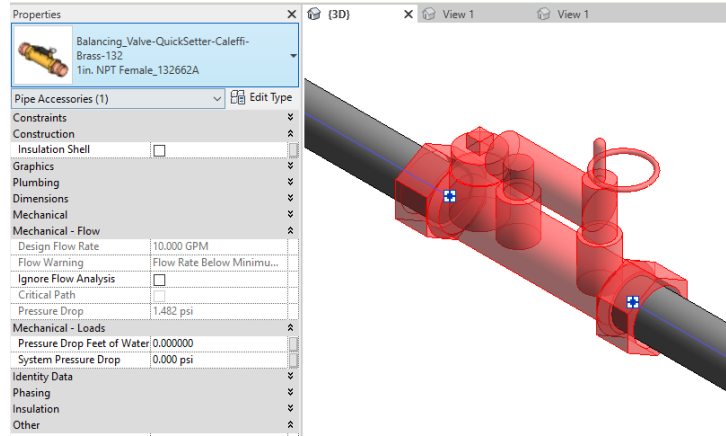 Properties
Balancing_Valve-QuickSetter-Caleffi-
Brass-132
1in. NPT Female_132662A
Pipe Accessories (1)
Edit Type
Constraints
Construction
Insulation Shell
Graphics
Plumbing
Dimensions
Mechanical
Mechanical - Flow
Design Flow Rate 10.000 GPM
Flow Warning Flow Rate Below Minimu...
Ignore Flow Analysis
Critical Path
Pressure Drop 1.482 psi
Mechanical - Loads
Pressure Drop Feet of Water 0.000000
System Pressure Drop 0.000 psi
Identity Data
Phasing
Insulation
Other
(3D)
View 1
View 1